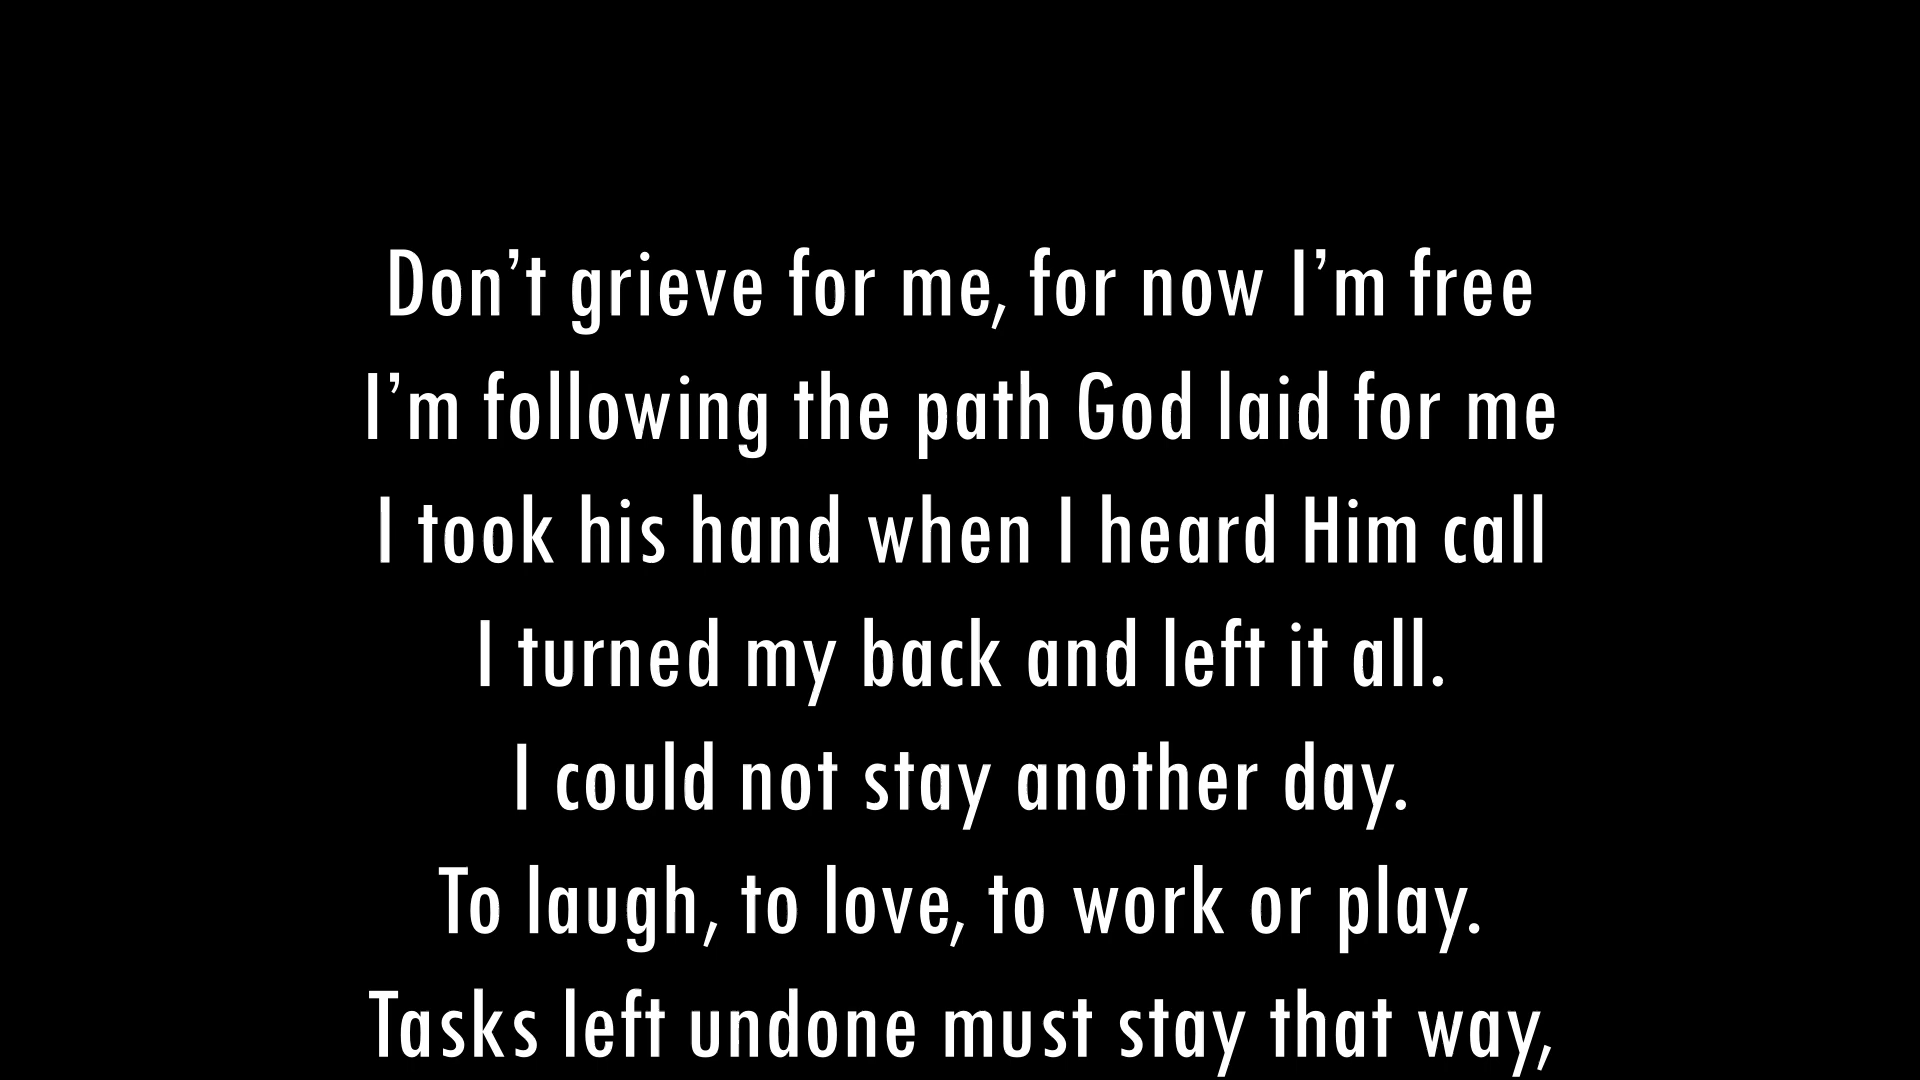 Don’t grieve for me, for now I’m free
I’m following the path God laid for me
I took his hand when I heard Him call
I turned my back and left it all.
I could not stay another day.
To laugh, to love, to work or play.
Tasks left undone must stay that way,